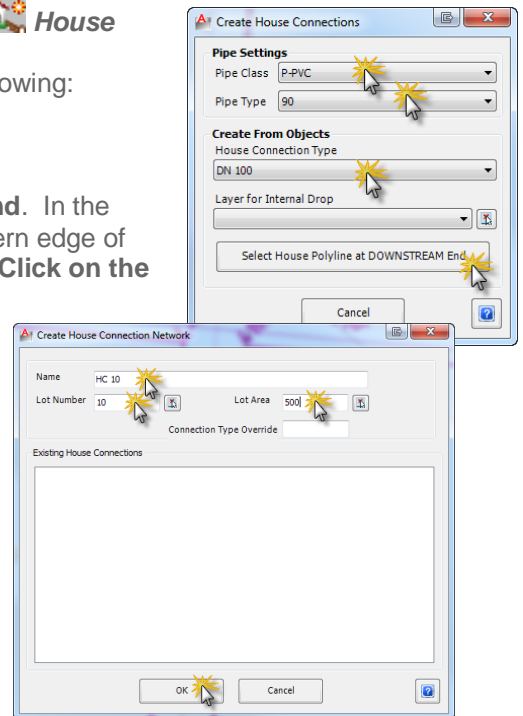 House
owing:
nd. In the
ern edge of
Click on the
Create House Connections
Pipe Settings
Pipe Class P-PVC
Pipe Type 90
Create From Objects
House Connection Type
DN 100
Layer for Internal Drop
Select House Polyline at DOWNSTREAM End
Cancel
Create House Connection Network
Name HC 10
Lot Number 10 Lot Area 500
Connection Type Override
Existing House Connections
OK Cancel